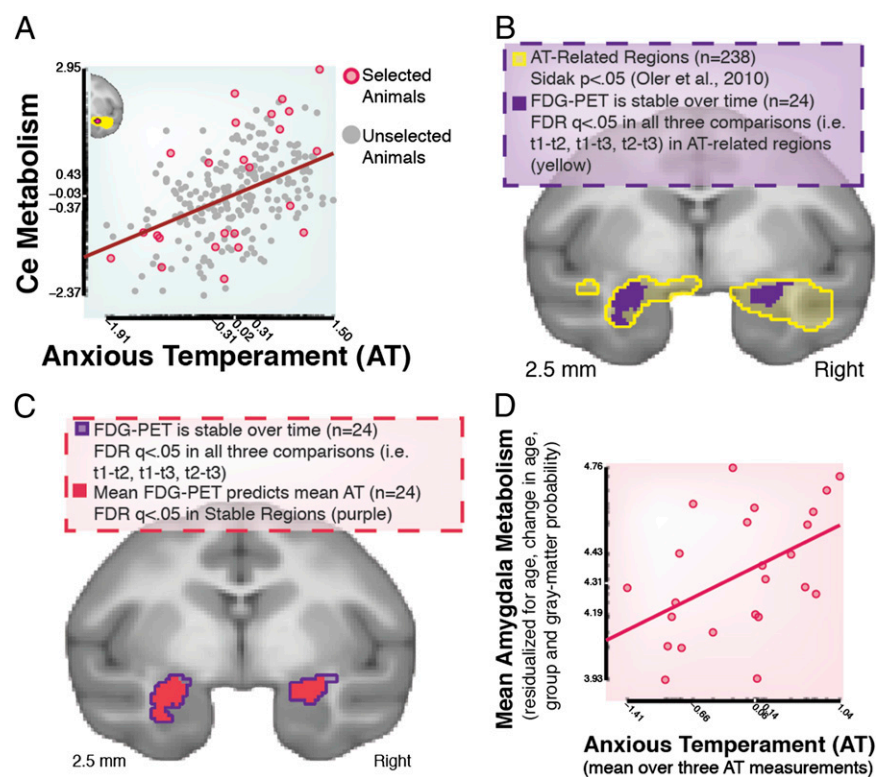 A
Ce Metabolism
2.95
0.43
−0.03
−0.37
−2.37
−1.91
−0.31
0.02
0.31
1.50
Anxious Temperament (AT)
Selected
Animals
Unselected
Animals
B
AT-Related Regions (n=238)
Sidak p<.05 (Oler et al., 2010)
FDG-PET is stable over time (n=24)
FDR q<.05 in all three comparisons (i.e.
t1-t2, t1-t3, t2-t3) in AT-related regions
(yellow)
2.5 mm
Right
C
FDG-PET is stable over time (n=24)
FDR q<.05 in all three comparisons (i.e.
t1-t2, t1-t3, t2-t3)
Mean FDG-PET predicts mean AT (n=24)
FDR q<.05 in Stable Regions (purple)
2.5 mm
Right
D
Mean Amygdala Metabolism
(residualized for age, change in age,
group and gray-matter probability)
4.76
4.43
4.31
4.19
3.93
−1.41
−0.66
0.06
0.14
1.04
Anxious Temperament (AT)
(mean over three AT measurements)